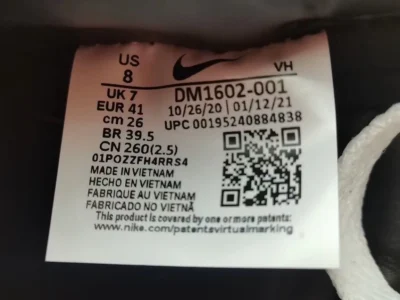 US
8
VH
UK 7
EUR 41
cm 26
BR 39.5
CN 260(2.5)
DM1602-001
10/26/20 | 01/12/21
UPC 00195240884838
01POZZFH4RRS4
MADE IN VIETNAM
HECHO EN VIETNAM
FABRIQUE AU VIETNAM
FABRICADO NO VIETNÃ
This product is covered by one or more patents:
www.nike.com/patentsvirtualmarking